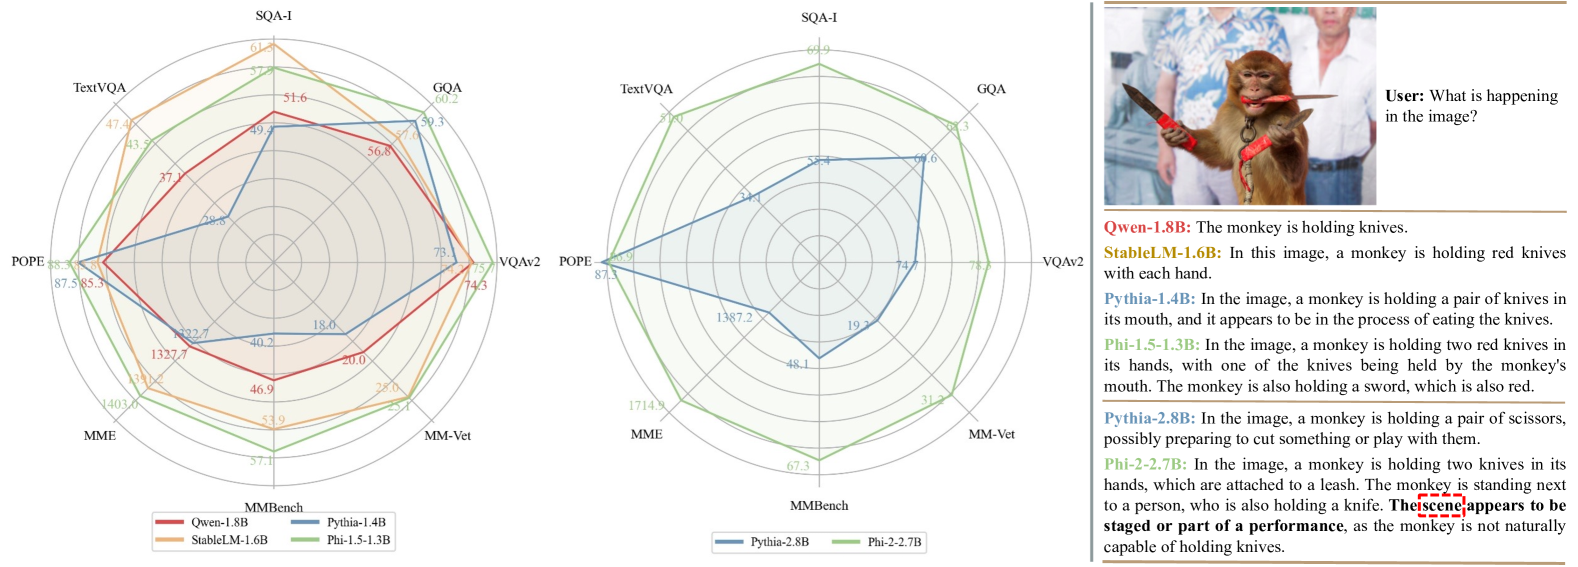 SQA-I
61.3
57.9
TextVQA
GQA
60.2
51.6
47.4
59.3
49.4
57.6
43.5
56.8
37.1
28.8
73.
POPE
88.3
VQAv2
87.5
85.3
74.3
1322.7
18.0
40.2
1327.7
20.0
1391.2
46.9
25.0
1403.0
53.9
25.1
MME
MM-Vet
57.1
MMBench
Qwen-1.8B
Pythia-1.4B
StableLM-1.6B
Phi-1.5-1.3B
SQA-I
69.9
TextVQA
GQA
55.4
60.6
34.1
POPE
74.7
78.3
VQAv2
87.3
1387.2
19.3
48.1
1714.9
31.2
MME
MM-Vet
67.3
MMBench
Pythia-2.8B
Phi-2-2.7B
User: What is happening
in the image?
Qwen-1.8B: The monkey is holding knives.
StableLM-1.6B: In this image, a monkey is holding red knives
with each hand.
Pythia-1.4B: In the image, a monkey is holding a pair of knives in
its mouth, and it appears to be in the process of eating the knives.
Phi-1.5-1.3B: In the image, a monkey is holding two red knives in
its hands, with one of the knives being held by the monkey's
mouth. The monkey is also holding a sword, which is also red.
Pythia-2.8B: In the image, a monkey is holding a pair of scissors,
possibly preparing to cut something or play with them.
Phi-2-2.7B: In the image, a monkey is holding two knives in its
hands, which are attached to a leash. The monkey is standing next
to a person, who is also holding a knife. The scene appears to be
staged or part of a performance, as the monkey is not naturally
capable of holding knives.